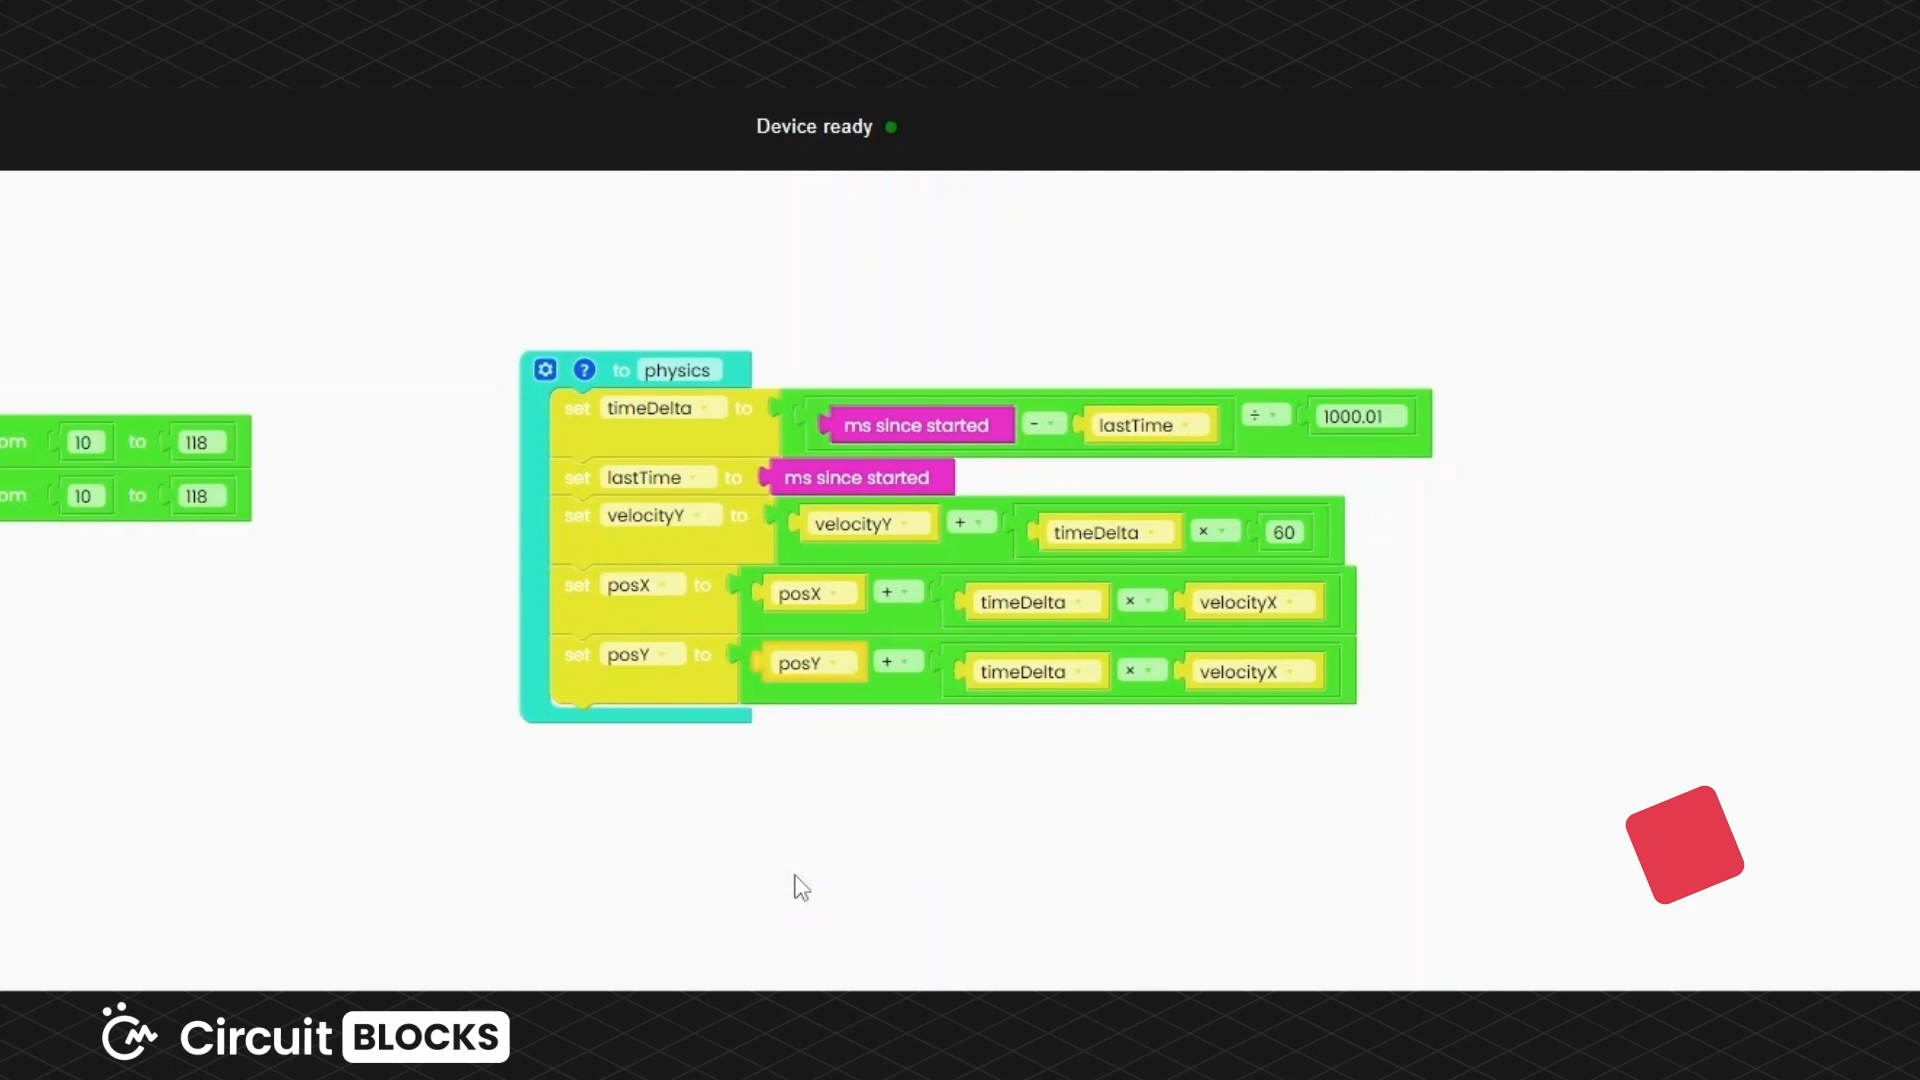 Device ready
? to physics
set timeDelta to ms since started - lastTime ÷ 1000.01
om 10 to 118
set lastTime to ms since started
om 10 to 118
set velocityY to velocityY + timeDelta × 60
set posX to posX + timeDelta × velocityX
set posY to posY + timeDelta × velocityX
Circuit BLOCKS